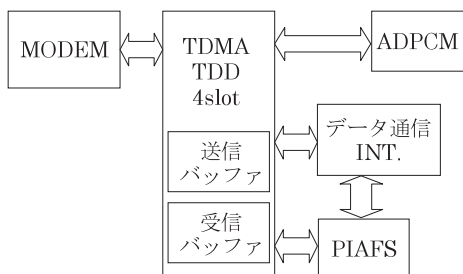 MODEM
TDMA
TDD
4slot
ADPCM
送信
バッファ
データ通信
INT.
受信
バッファ
PIAFS